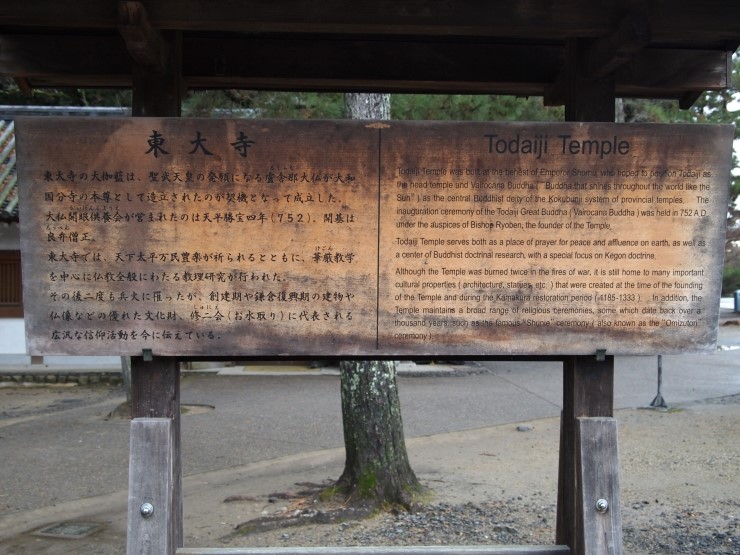 東大寺
東大寺の大伽藍は、聖武天皇の発願になる盧舎那大仏が大和
国分寺の本尊として造立されたのが契機となって成立した。
大仏開眼供養会が営まれたのは天平勝宝四年(752)、開基は
良弁僧正。
東大寺では、天下太平万民豊楽が祈られるとともに、華厳教学
を中心に仏教全般にわたる教理研究が行われた。
その後二度も兵火に罹ったが、創建期や鎌倉復興期の建物や
仏像などの優れた文化財、修二会(お水取り)に代表される
広汎な信仰活動を今に伝えている。
Todaiji Temple
Todaiji Temple was built at the behest of Emperor Shomu, who hoped to position Todaiji as
the head temple and Vairocana Buddha ( " Buddha that shines throughout the world like the
Sun" ) as the central Buddhist deity of the Kokubunji system of provincial temples. The
inauguration ceremony of the Todaiji Great Buddha ( Vairocana Buddha ) was held in 752 A.D.
under the auspices of Bishop Ryoben, the founder of the Temple.
Todaiji Temple serves both as a place of prayer for peace and affluence on earth, as well as a
center of Buddhist doctrinal research, with a special focus on Kegon doctrine.
Although the Temple was burned twice in the fires of war, it is still home to many important
cultural properties ( architecture, statues, etc. ) that were created at the time of the founding
of the Temple and during the Kamakura restoration period ( 1185-1333 ) . In addition, the
Temple maintains a broad range of religious ceremonies, some which date back over a
thousand years, such as the famous "Shunie" ceremony ( also known as the "Omizutori"
ceremony )